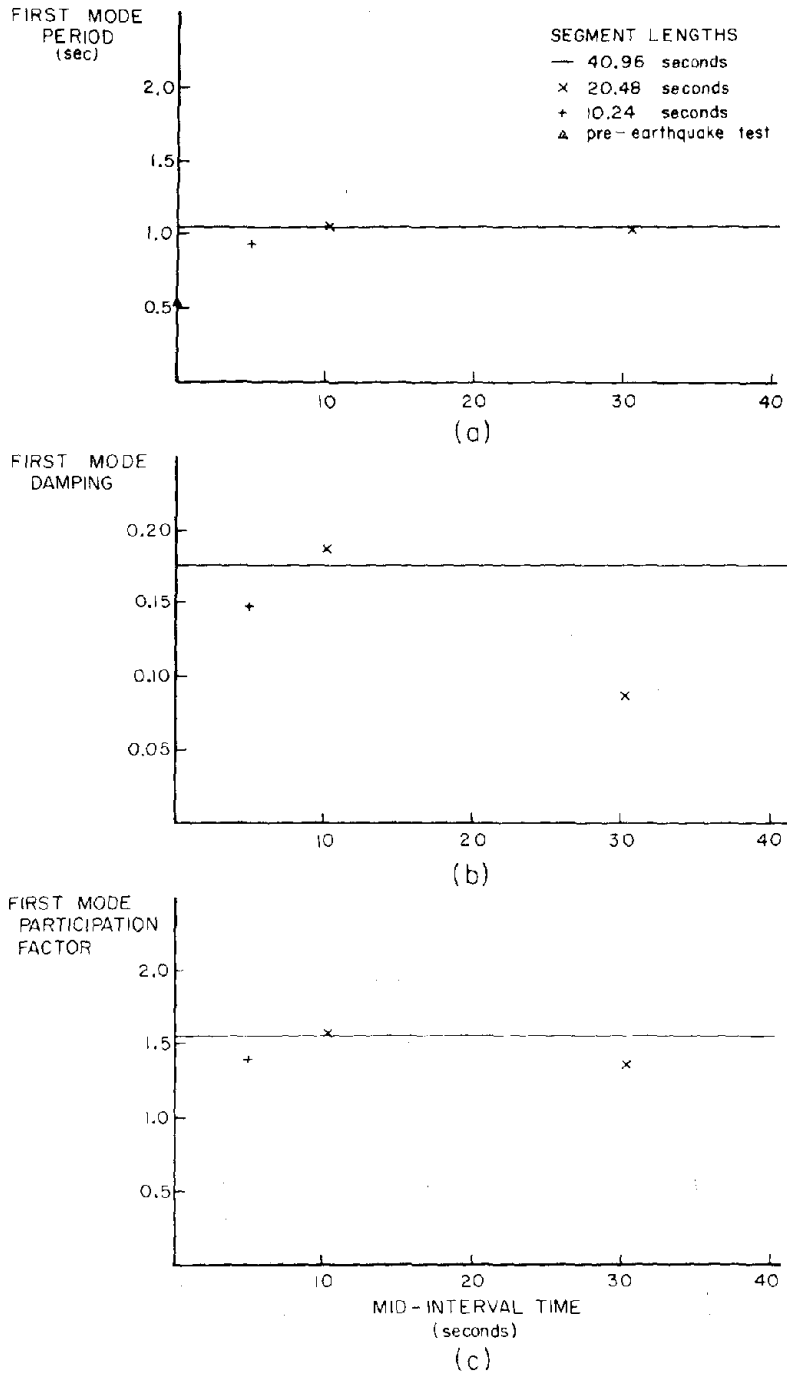 FIRST MODE
PERIOD
(sec)
SEGMENT LENGTHS
— 40.96 seconds
× 20.48 seconds
+ 10.24 seconds
▲ pre-earthquake test
2.0
1.5
1.0
0.5
10 20 30 40
(a)
FIRST MODE
DAMPING
0.20
0.15
0.10
0.05
10 20 30 40
(b)
FIRST MODE
PARTICIPATION
FACTOR
2.0
1.5
1.0
0.5
10 20 30 40
MID-INTERVAL TIME
(seconds)
(c)